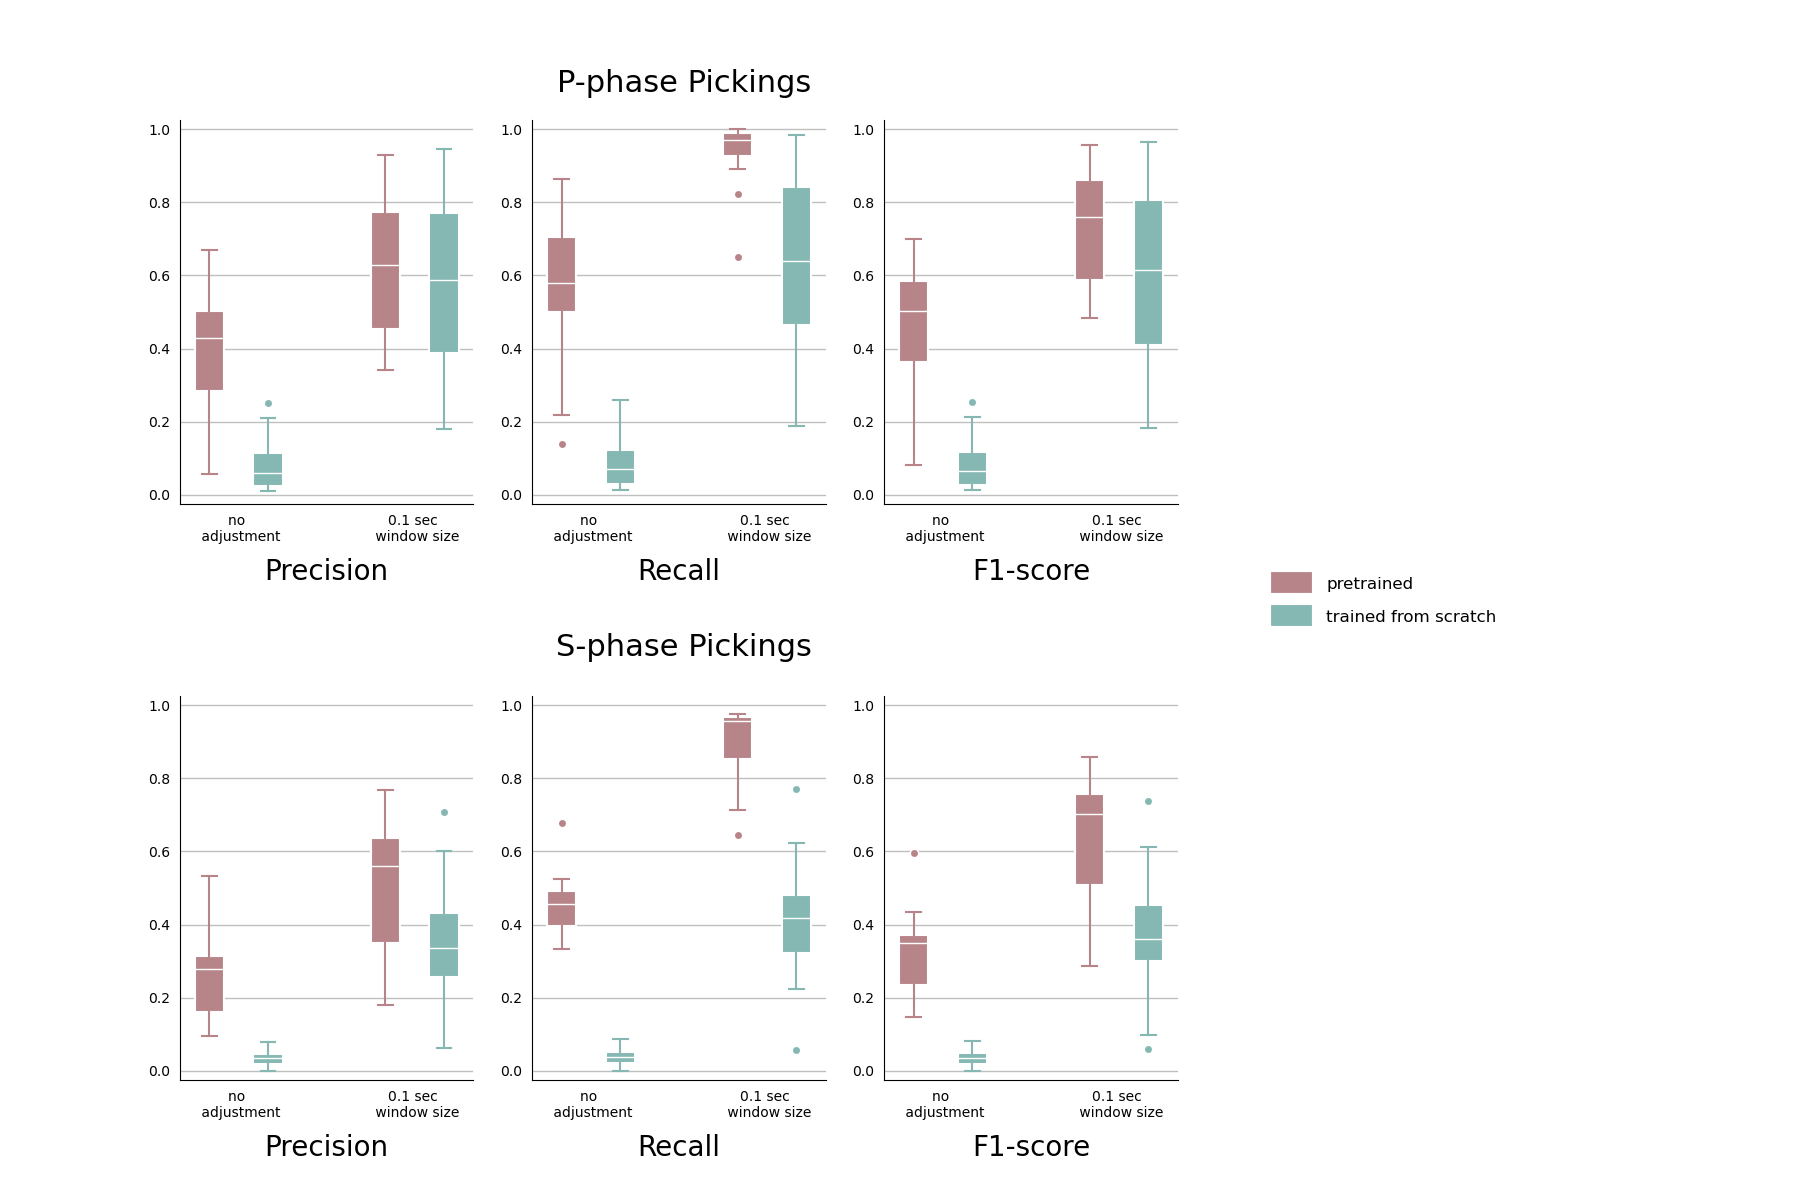 P-phase Pickings
1.0 0.8 0.6 0.4 0.2 0.0
no adjustment
0.1 sec window size
Precision
1.0 0.8 0.6 0.4 0.2 0.0
no adjustment
0.1 sec window size
Recall
1.0 0.8 0.6 0.4 0.2 0.0
no adjustment
0.1 sec window size
F1-score
pretrained
trained from scratch
S-phase Pickings
1.0 0.8 0.6 0.4 0.2 0.0
no adjustment
0.1 sec window size
Precision
1.0 0.8 0.6 0.4 0.2 0.0
no adjustment
0.1 sec window size
Recall
1.0 0.8 0.6 0.4 0.2 0.0
no adjustment
0.1 sec window size
F1-score